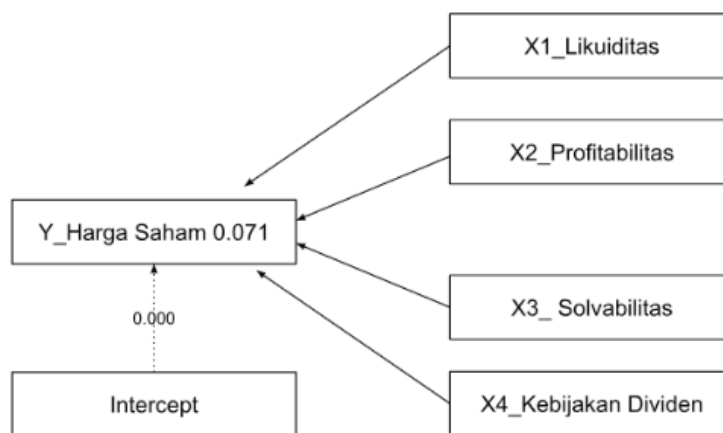 X1_Likuiditas
X2_Profitabilitas
Y_Harga Saham 0.071
X3_ Solvabilitas
0.000
Intercept
X4_Kebijakan Dividen